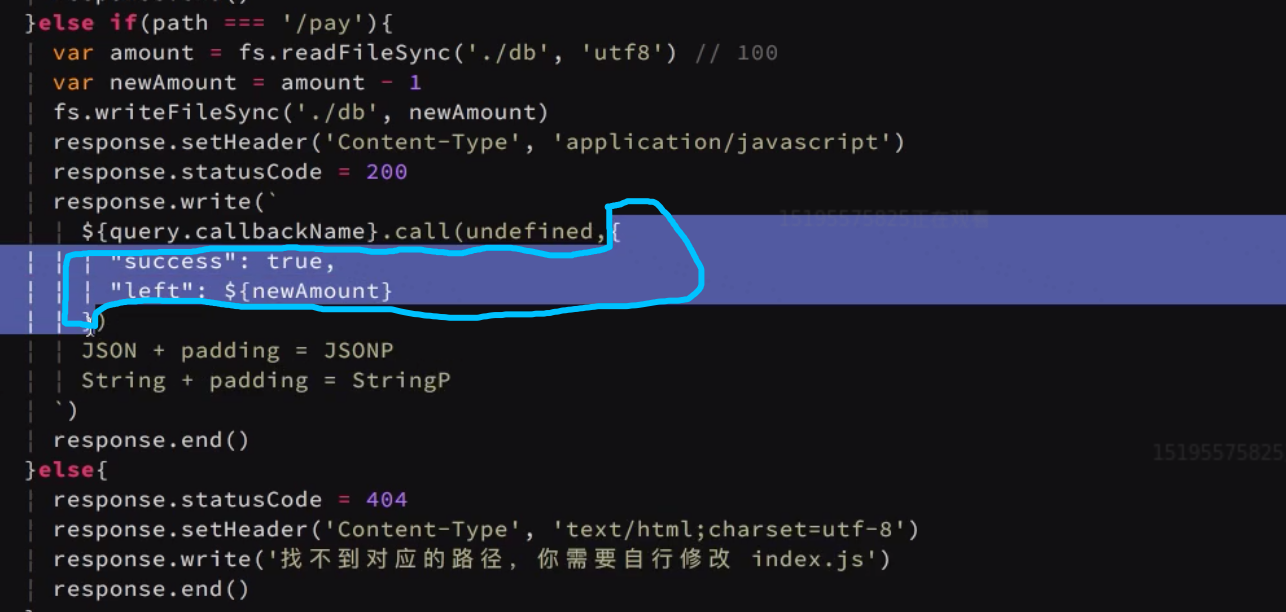 }else if(path === '/pay'){
var amount = fs.readFileSync('./db', 'utf8') // 100
var newAmount = amount - 1
fs.writeFileSync('./db', newAmount)
response.setHeader('Content-Type', 'application/javascript')
response.statusCode = 200
response.write(`
${query.callbackName}.call(undefined,{
"success": true,
"left": ${newAmount}
})
JSON + padding = JSONP
String + padding = StringP
`)
response.end()
15195575825
}else{
response.statusCode = 404
response.setHeader('Content-Type', 'text/html;charset=utf-8')
response.write('找不到对应的路径, 你需要自行修改 index.js')
response.end()